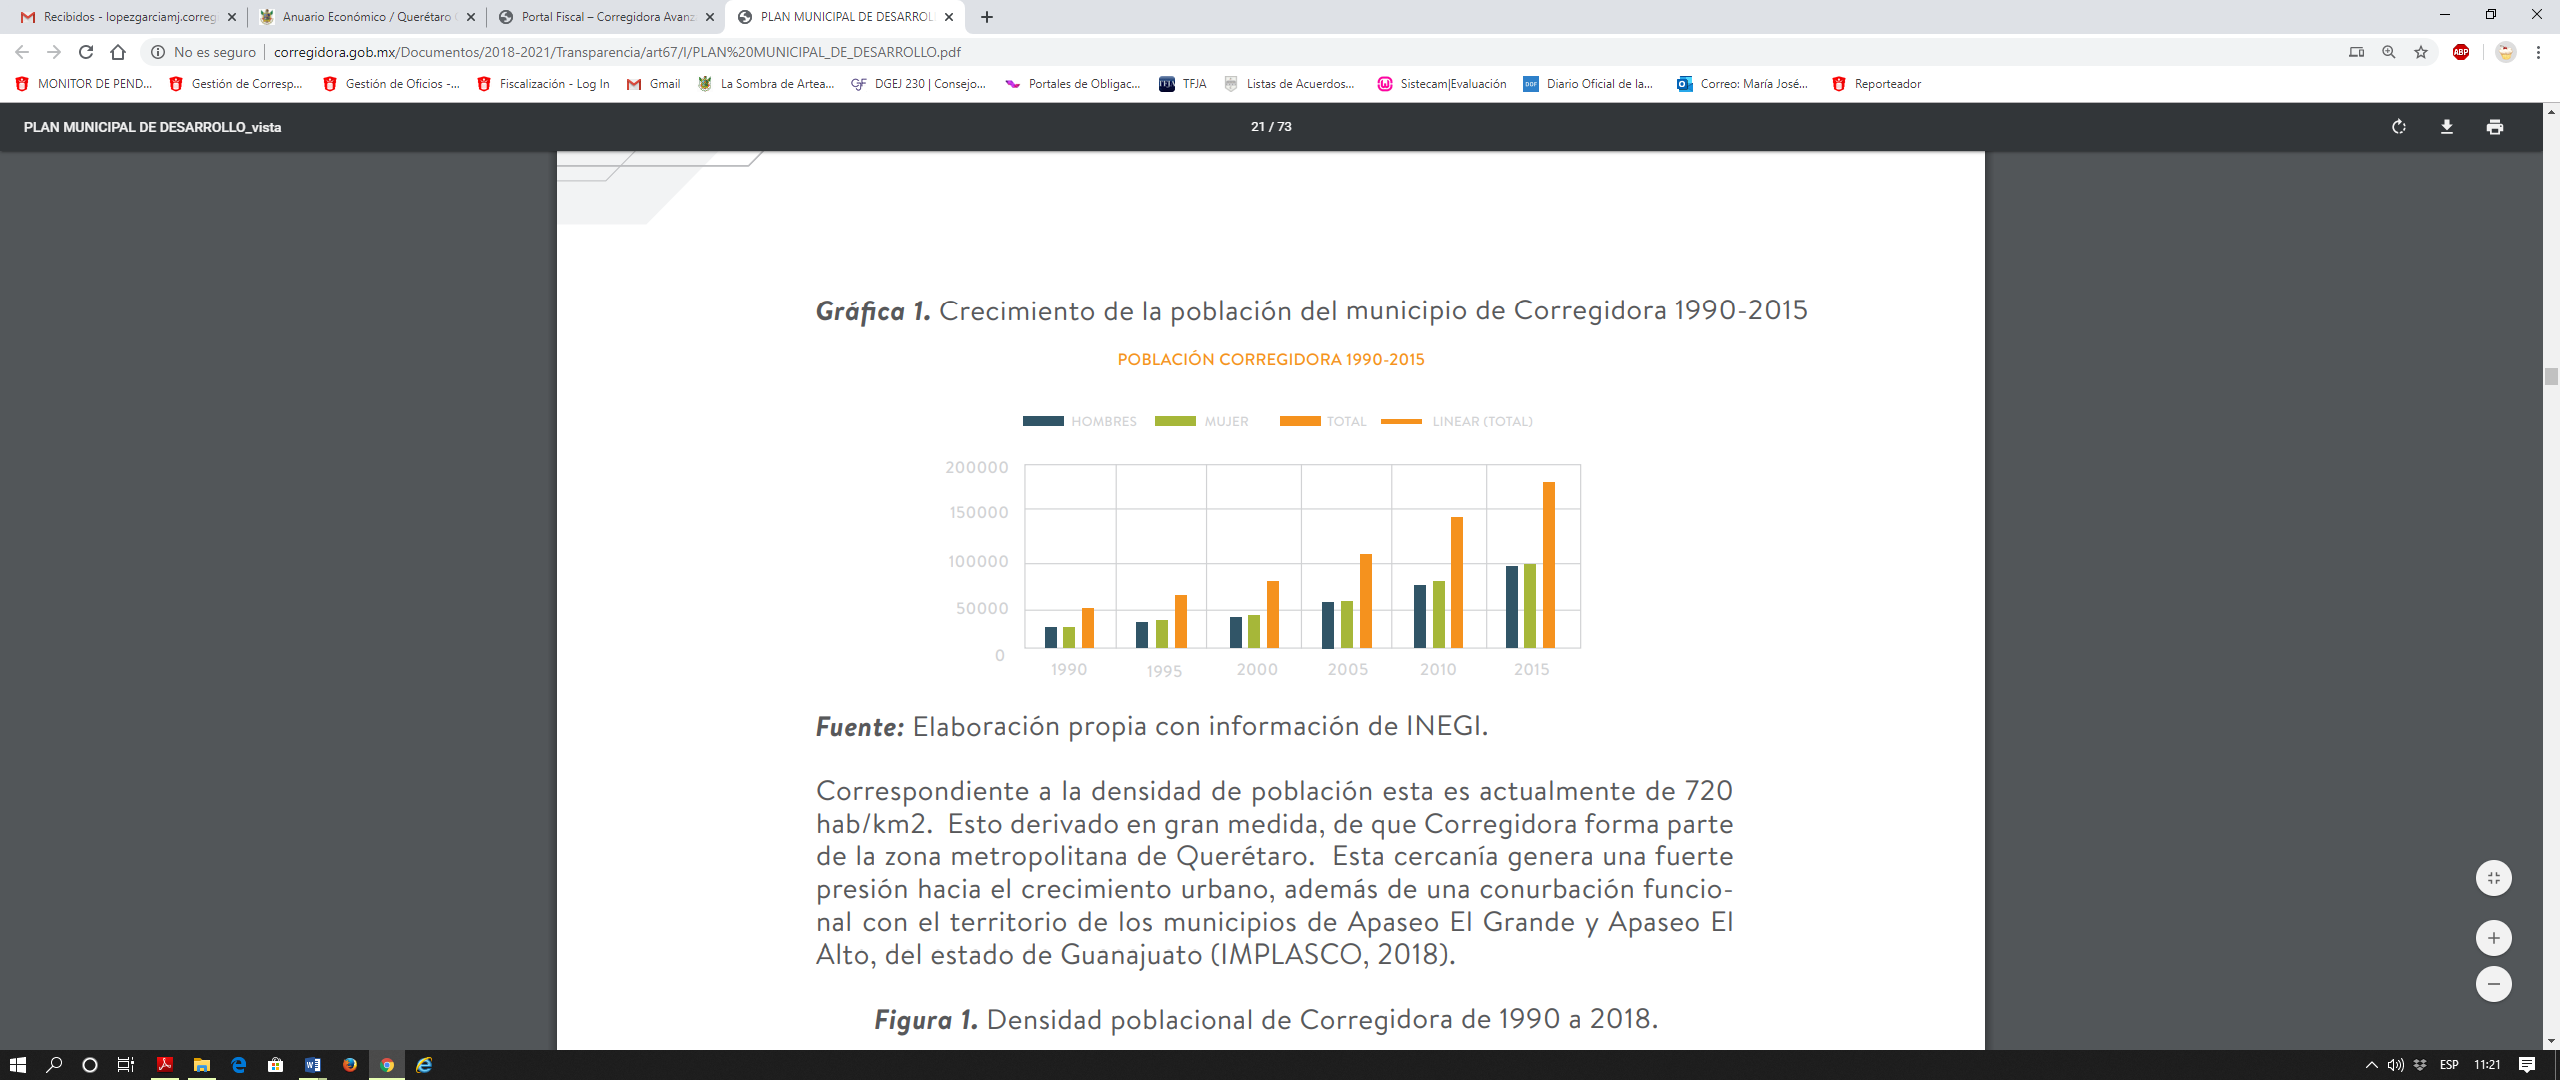 Recibidos - lopezgarciamj.correg
Anuario Económico / Querétaro
Portal Fiscal – Corregidora Avanz
PLAN MUNICIPAL DE DESARROL
No es seguro | corregidora.gob.mx/Documentos/2018-2021/Transparencia/art67/I/PLAN%20MUNICIPAL_DE_DESARROLLO.pdf
ABP
MONITOR DE PEND...
Gestión de Corresp...
Gestión de Oficios -...
Fiscalización - Log In
Gmail
La Sombra de Artea...
DGEJ 230 | Consejo...
Portales de Obligac...
TFJA
Listas de Acuerdos...
Sistecam|Evaluación
Diario Oficial de la...
Correo: María José...
Reporteador
PLAN MUNICIPAL DE DESARROLLO_vista
21 / 73
Gráfica 1. Crecimiento de la población del municipio de Corregidora 1990-2015
POBLACIÓN CORREGIDORA 1990-2015
HOMBRES MUJER TOTAL LINEAR (TOTAL)
200000
150000
100000
50000
0
1990 1995 2000 2005 2010 2015
Fuente: Elaboración propia con información de INEGI.
Correspondiente a la densidad de población esta es actualmente de 720
hab/km2. Esto derivado en gran medida, de que Corregidora forma parte
de la zona metropolitana de Querétaro. Esta cercanía genera una fuerte
presión hacia el crecimiento urbano, además de una conurbación funcio-
nal con el territorio de los municipios de Apaseo El Grande y Apaseo El
Alto, del estado de Guanajuato (IMPLASCO, 2018).
Figura 1. Densidad poblacional de Corregidora de 1990 a 2018.
ESP 11:21